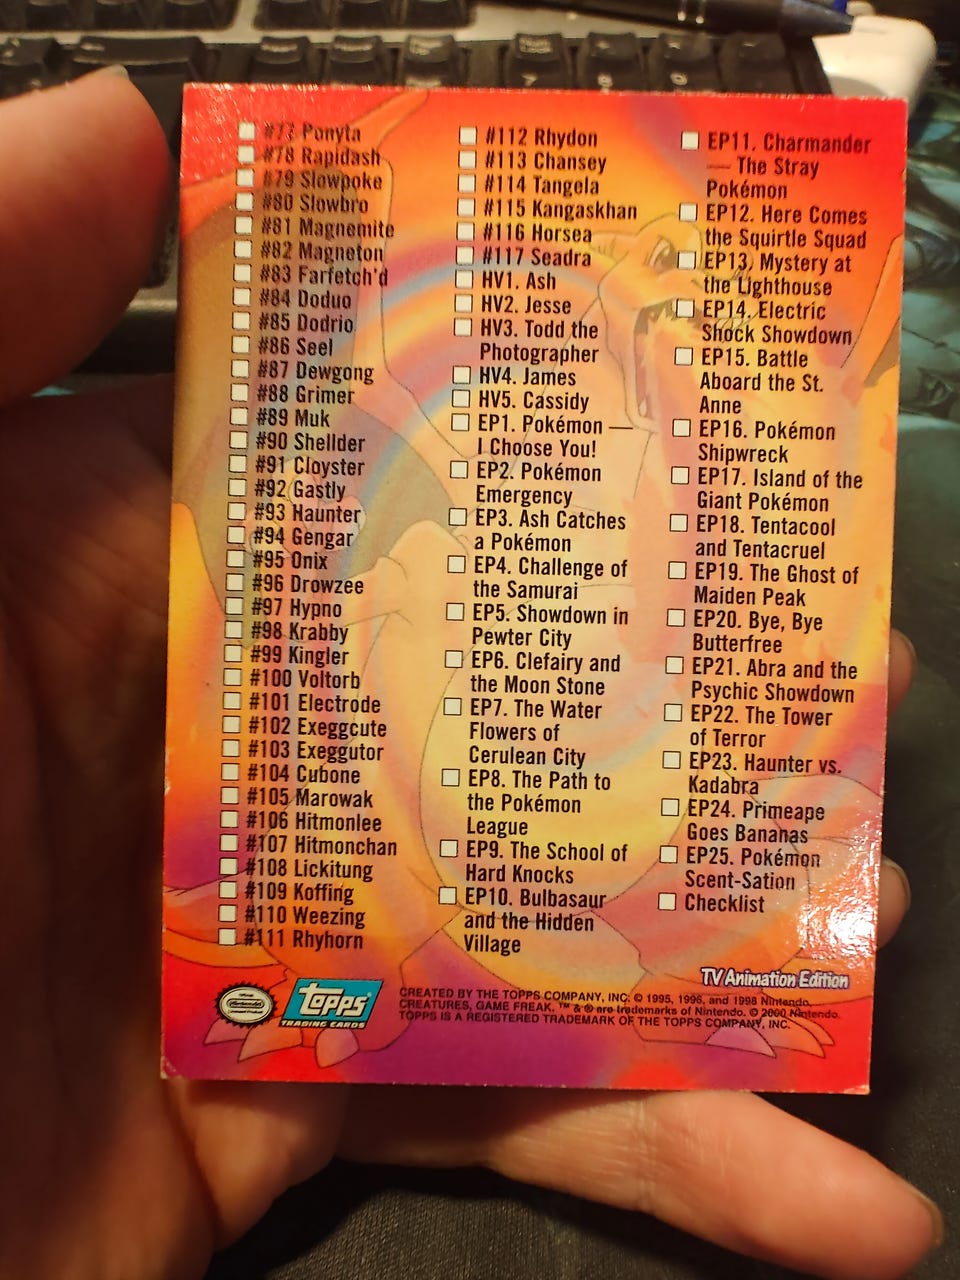 #77 Ponyta
#78 Rapidash
#79 Slowpoke
#80 Slowbro
#81 Magnemite
#82 Magneton
#83 Farfetch'd
#84 Doduo
#85 Dodrio
#86 Seel
#87 Dewgong
#88 Grimer
#89 Muk
#90 Shellder
#91 Cloyster
#92 Gastly
#93 Haunter
#94 Gengar
#95 Onix
#96 Drowzee
#97 Hypno
#98 Krabby
#99 Kingler
#100 Voltorb
#101 Electrode
#102 Exeggcute
#103 Exeggutor
#104 Cubone
#105 Marowak
#106 Hitmonlee
#107 Hitmonchan
#108 Lickitung
#109 Koffing
#110 Weezing
#111 Rhyhorn
#112 Rhydon
#113 Chansey
#114 Tangela
#115 Kangaskhan
#116 Horsea
#117 Seadra
HV1. Ash
HV2. Jesse
HV3. Todd the
Photographer
HV4. James
HV5. Cassidy
EP1. Pokémon —
I Choose You!
EP2. Pokémon
Emergency
EP3. Ash Catches
a Pokémon
EP4. Challenge of
the Samurai
EP5. Showdown in
Pewter City
EP6. Clefairy and
the Moon Stone
EP7. The Water
Flowers of
Cerulean City
EP8. The Path to
the Pokémon
League
EP9. The School of
Hard Knocks
EP10. Bulbasaur
and the Hidden
Village
EP11. Charmander
— The Stray
Pokémon
EP12. Here Comes
the Squirtle Squad
EP13. Mystery at
the Lighthouse
EP14. Electric
Shock Showdown
EP15. Battle
Aboard the St.
Anne
EP16. Pokémon
Shipwreck
EP17. Island of the
Giant Pokémon
EP18. Tentacool
and Tentacruel
EP19. The Ghost of
Maiden Peak
EP20. Bye, Bye
Butterfree
EP21. Abra and the
Psychic Showdown
EP22. The Tower
of Terror
EP23. Haunter vs.
Kadabra
EP24. Primeape
Goes Bananas
EP25. Pokémon
Scent-Sation
Checklist
TV Animation Edition
Nintendo
Topps
TRADING CARDS
CREATED BY THE TOPPS COMPANY, INC. © 1995, 1996, and 1998 Nintendo,
CREATURES, GAME FREAK. ™ & ® are trademarks of Nintendo. © 2000 Nintendo.
TOPPS IS A REGISTERED TRADEMARK OF THE TOPPS COMPANY, INC.